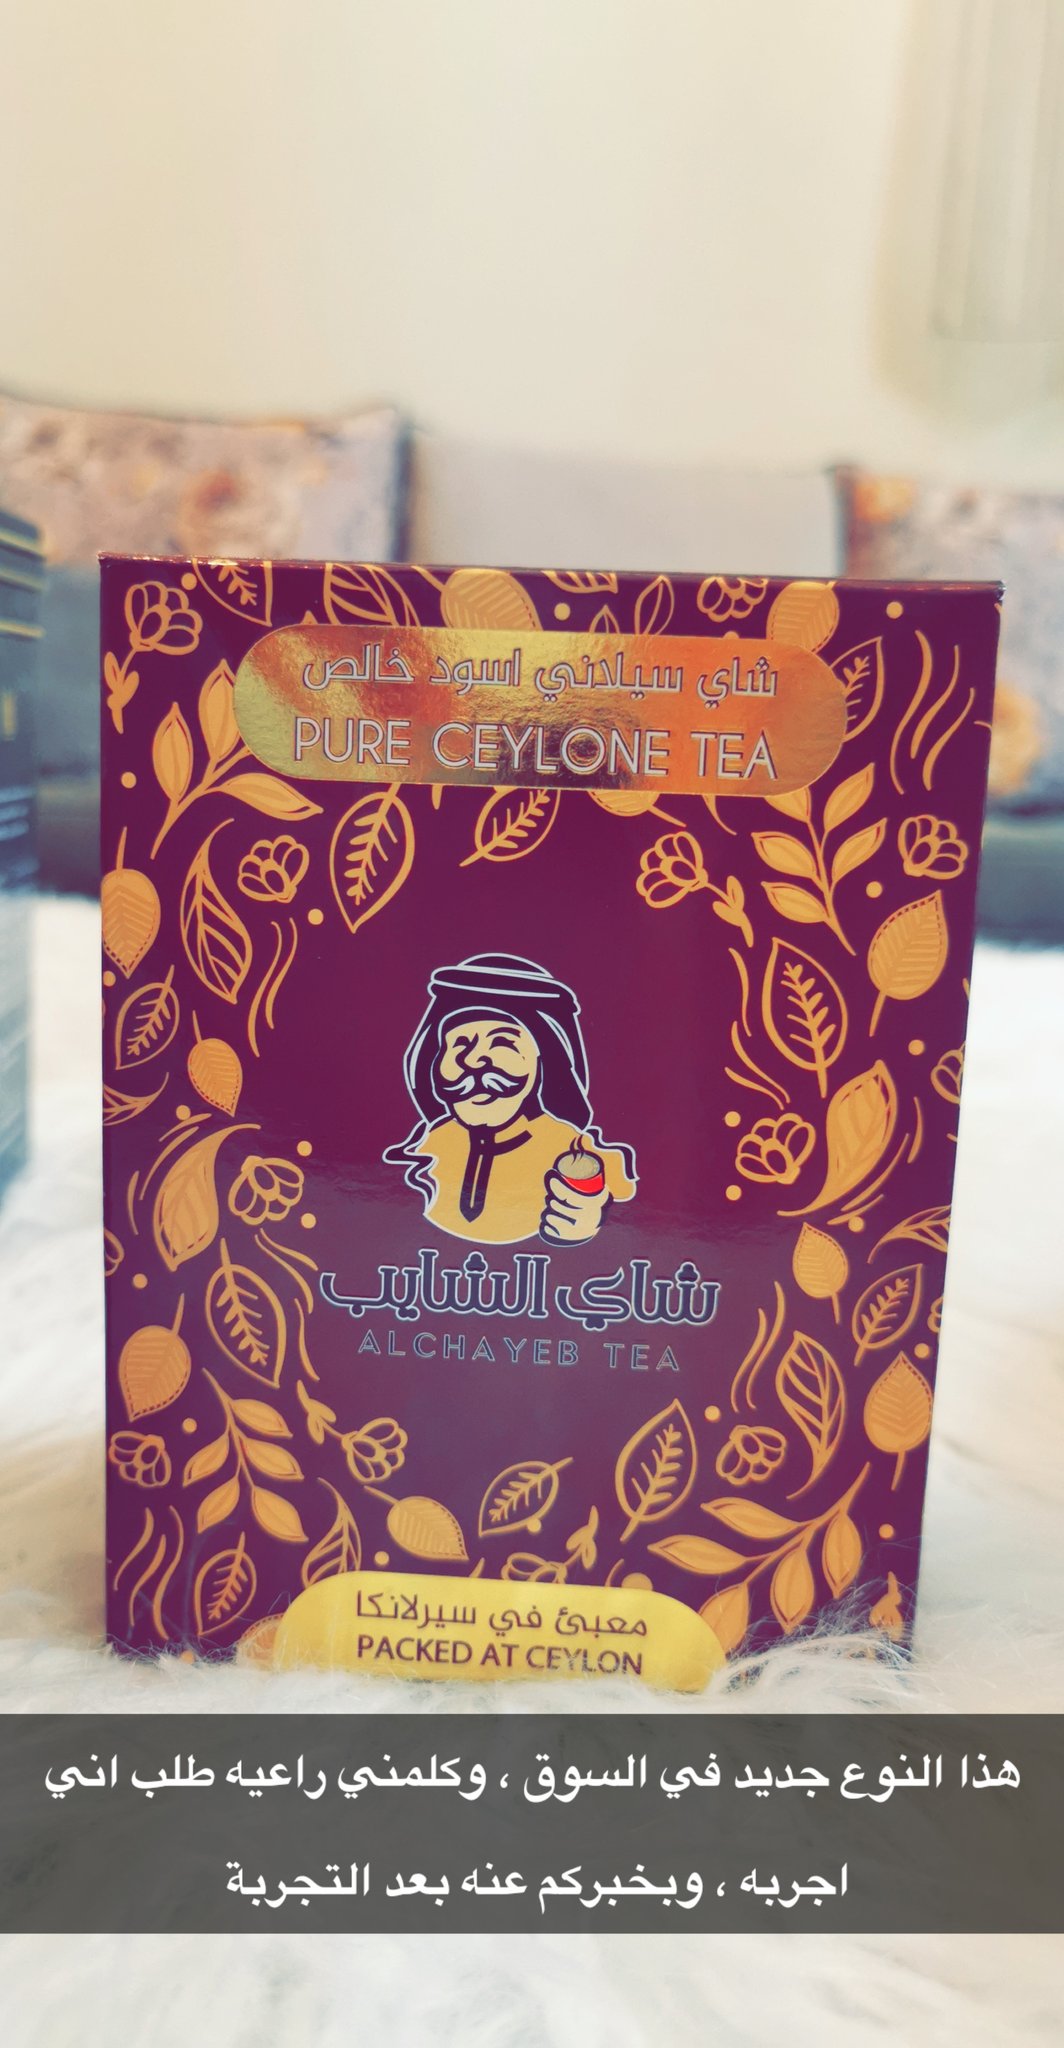 شاي سيلاني اسود خالص
PURE CEYLONE TEA
شاي الشايب
ALCHAYEB TEA
معبئ في سيرلانكا
PACKED AT CEYLON
هذا النوع جديد في السوق ، وكلمني راعيه طلب اني
اجربه ، وبخبركم عنه بعد التجربة